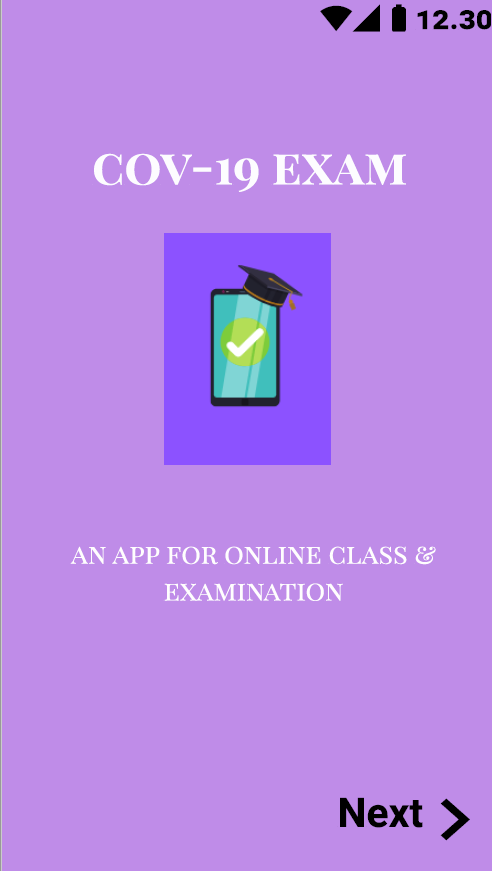 12.30
COV-19 EXAM
AN APP FOR ONLINE CLASS &
EXAMINATION
Next